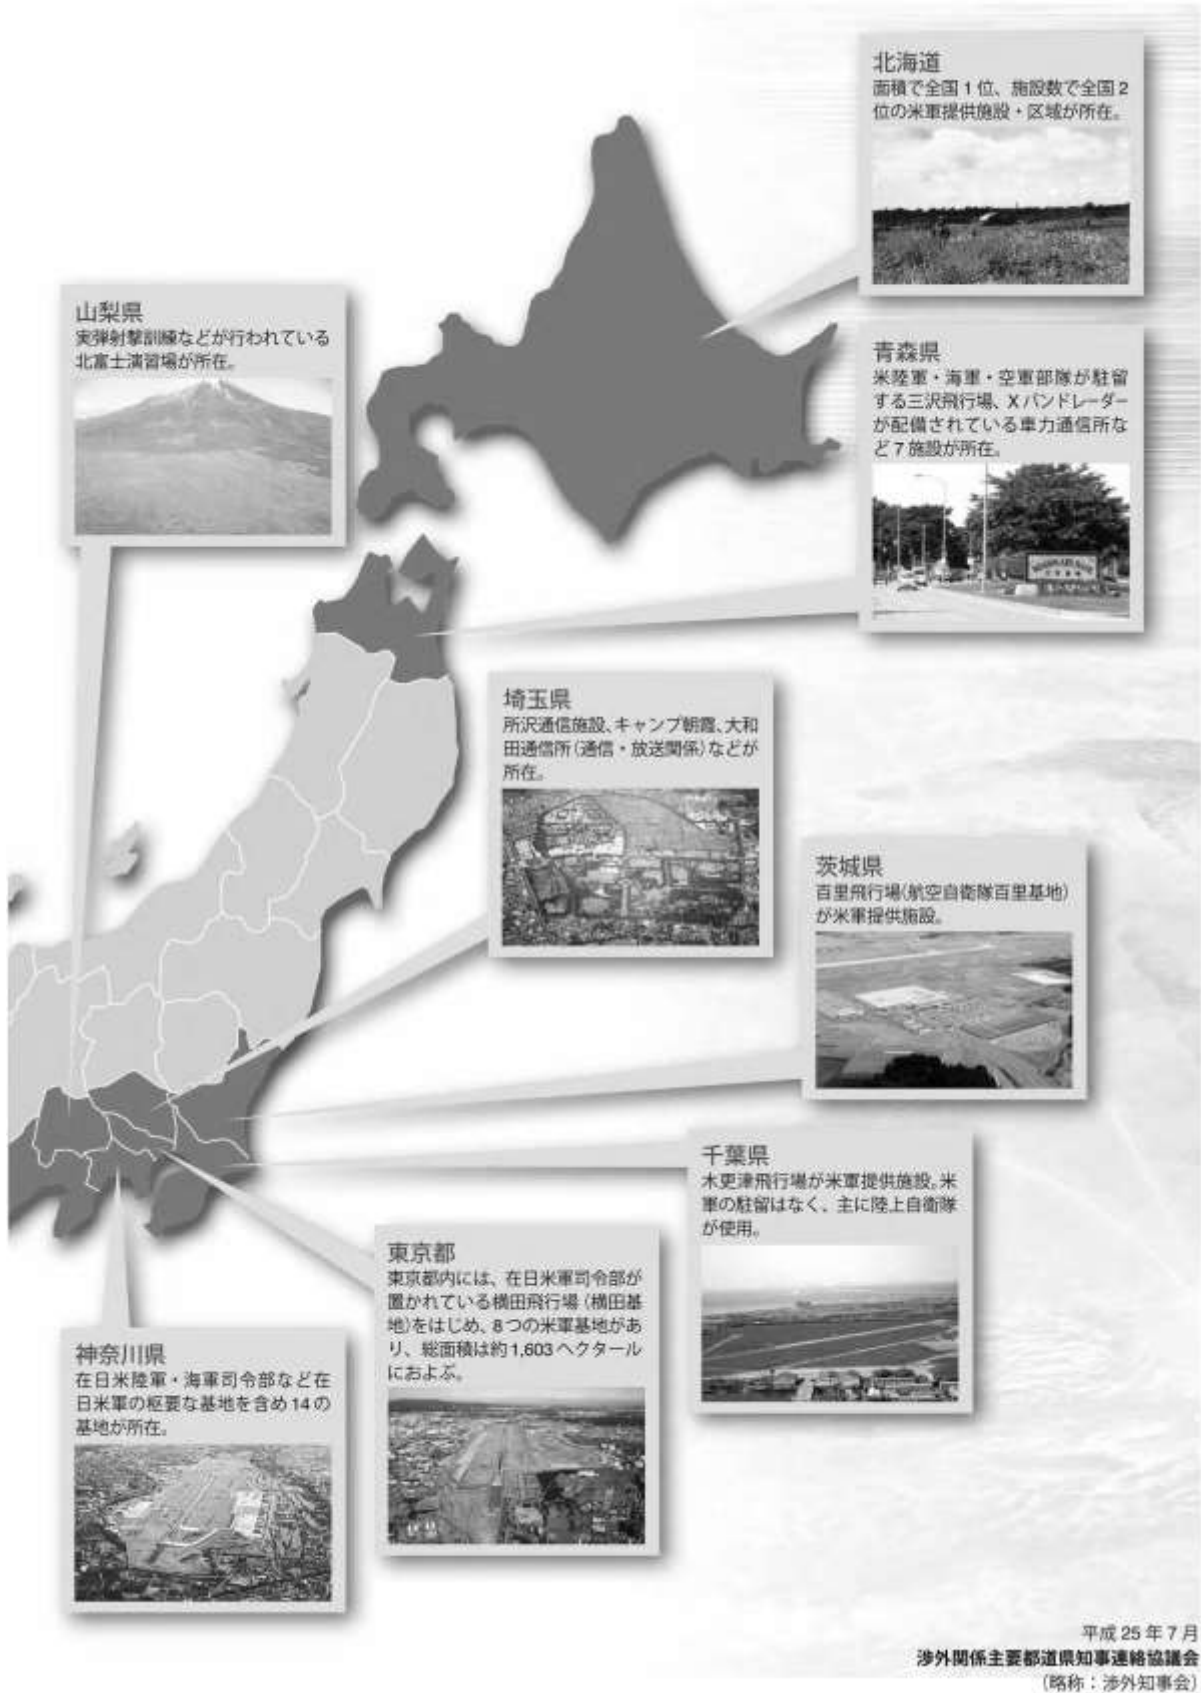 北海道
面積で全国1位、施設数で全国2
位の米軍提供施設・区域が所在。
山梨県
実弾射撃訓練などが行われている
北富士演習場が所在。
青森県
米陸軍・海軍・空軍部隊が駐留
する三沢飛行場、Xバンドレーダー
が配備されている車力通信所な
ど7施設が所在。
埼玉県
所沢通信施設、キャンプ朝霞、大和
田通信所(通信・放送関係)などが
所在。
茨城県
百里飛行場(航空自衛隊百里基地)
が米軍提供施設。
千葉県
木更津飛行場が米軍提供施設。米
軍の駐留はなく、主に陸上自衛隊
が使用。
東京都
東京都内には、在日米軍司令部が
置かれている横田飛行場(横田基
地)をはじめ、8つの米軍基地があ
り、総面積は約1,603ヘクタール
におよぶ。
神奈川県
在日米陸軍・海軍司令部など在
日米軍の枢要な基地を含め14の
基地が所在。
平成25年7月
渉外関係主要都道県知事連絡協議会
(略称:渉外知事会)